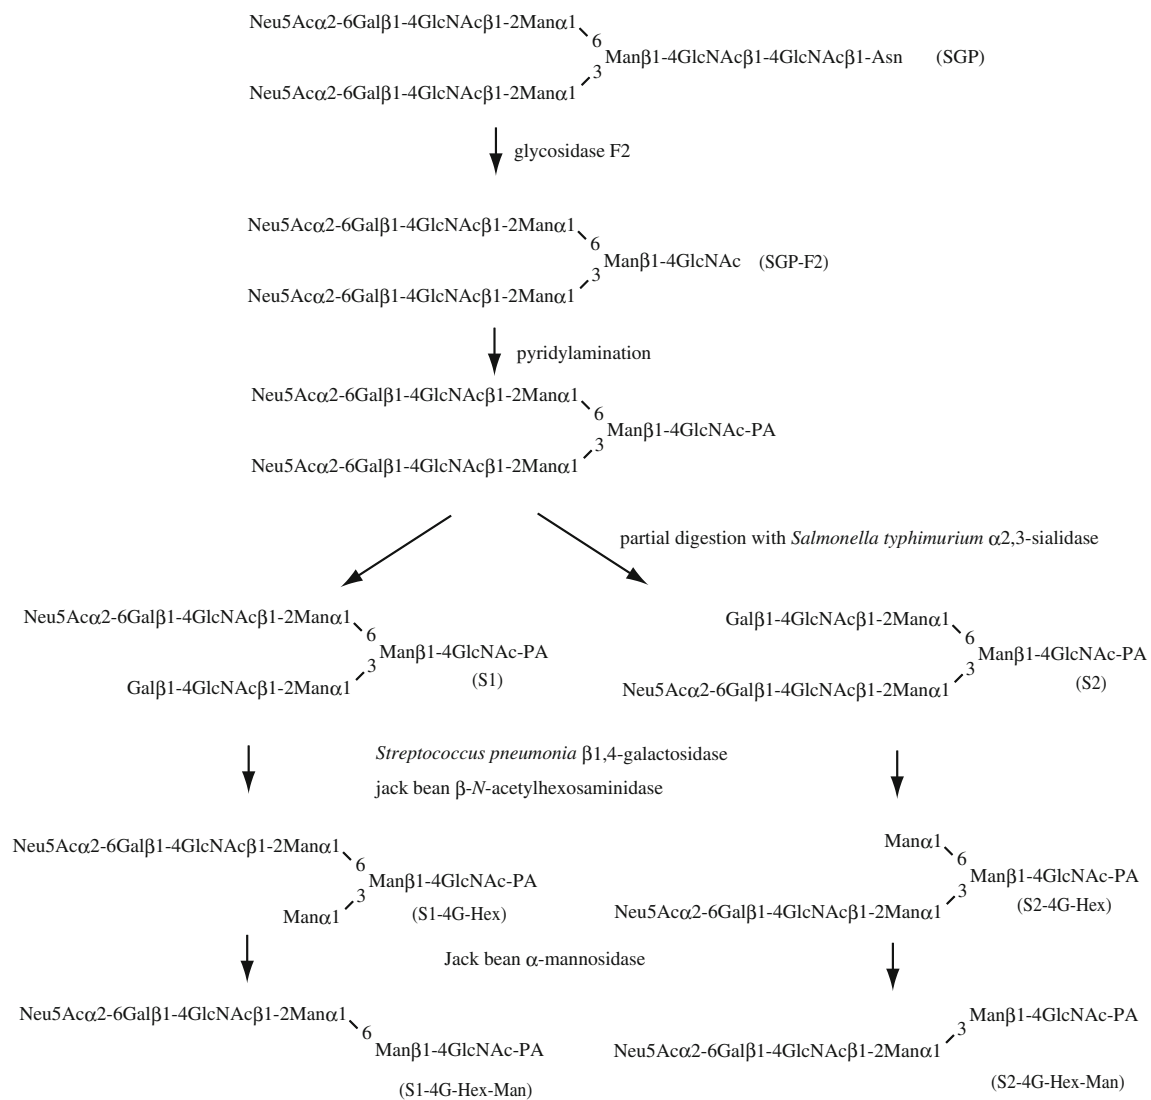 Neu5Acα2-6Galβ1-4GlcNAcβ1-2Manα1
6
Manβ1-4GlcNAcβ1-4GlcNAcβ1-Asn (SGP)
3
Neu5Acα2-6Galβ1-4GlcNAcβ1-2Manα1
glycosidase F2
Neu5Acα2-6Galβ1-4GlcNAcβ1-2Manα1
6
Manβ1-4GlcNAc (SGP-F2)
3
Neu5Acα2-6Galβ1-4GlcNAcβ1-2Manα1
pyridylamination
Neu5Acα2-6Galβ1-4GlcNAcβ1-2Manα1
6
Manβ1-4GlcNAc-PA
3
Neu5Acα2-6Galβ1-4GlcNAcβ1-2Manα1
partial digestion with Salmonella typhimurium α2,3-sialidase
Neu5Acα2-6Galβ1-4GlcNAcβ1-2Manα1
6
Manβ1-4GlcNAc-PA
3
(S1)
Galβ1-4GlcNAcβ1-2Manα1
Galβ1-4GlcNAcβ1-2Manα1
6
Manβ1-4GlcNAc-PA
3
(S2)
Neu5Acα2-6Galβ1-4GlcNAcβ1-2Manα1
Streptococcus pneumonia β1,4-galactosidase
jack bean β-N-acetylhexosaminidase
Neu5Acα2-6Galβ1-4GlcNAcβ1-2Manα1
6
Manβ1-4GlcNAc-PA
3
(S1-4G-Hex)
Manα1
Manα1
6
Manβ1-4GlcNAc-PA
3
(S2-4G-Hex)
Neu5Acα2-6Galβ1-4GlcNAcβ1-2Manα1
Jack bean α-mannosidase
Neu5Acα2-6Galβ1-4GlcNAcβ1-2Manα1
6
Manβ1-4GlcNAc-PA
(S1-4G-Hex-Man)
Manβ1-4GlcNAc-PA
3
Neu5Acα2-6Galβ1-4GlcNAcβ1-2Manα1
(S2-4G-Hex-Man)